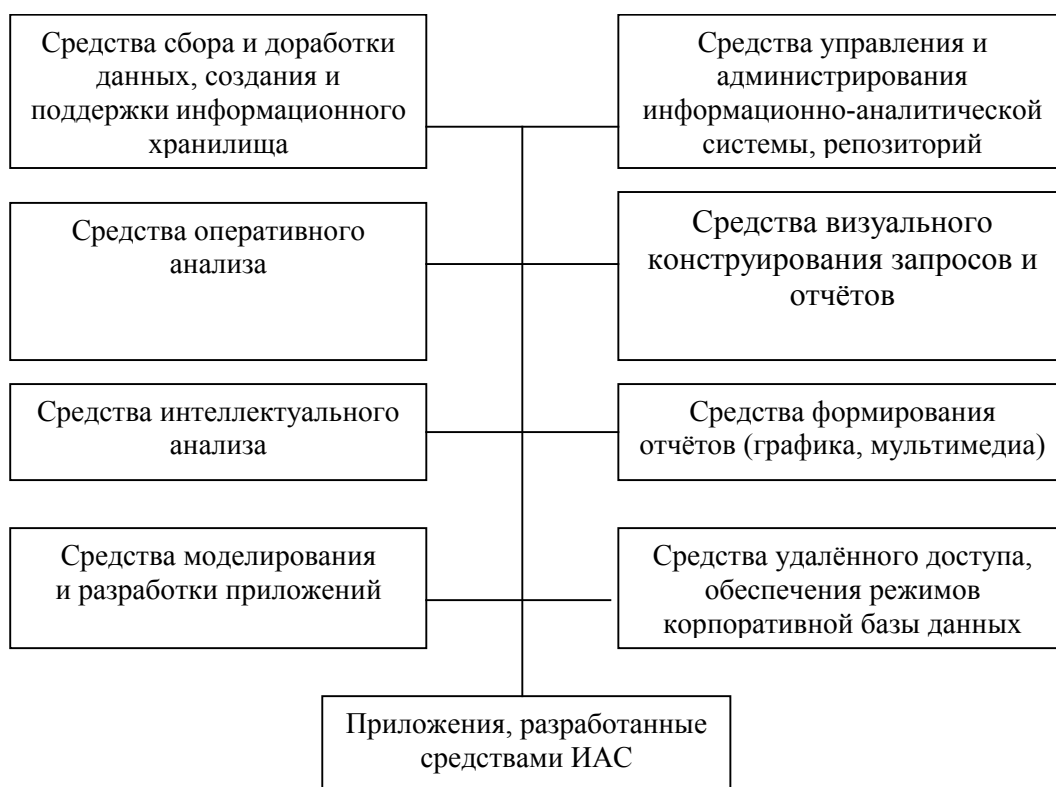 Средства сбора и доработки
данных, создания и
поддержки информационного
хранилища
Средства управления и
администрирования
информационно-аналитической
системы, репозиторий
Средства оперативного
анализа
Средства визуального
конструирования запросов и
отчётов
Средства интеллектуального
анализа
Средства формирования
отчётов (графика, мультимедиа)
Средства моделирования
и разработки приложений
Средства удалённого доступа,
обеспечения режимов
корпоративной базы данных
Приложения, разработанные
средствами ИАС